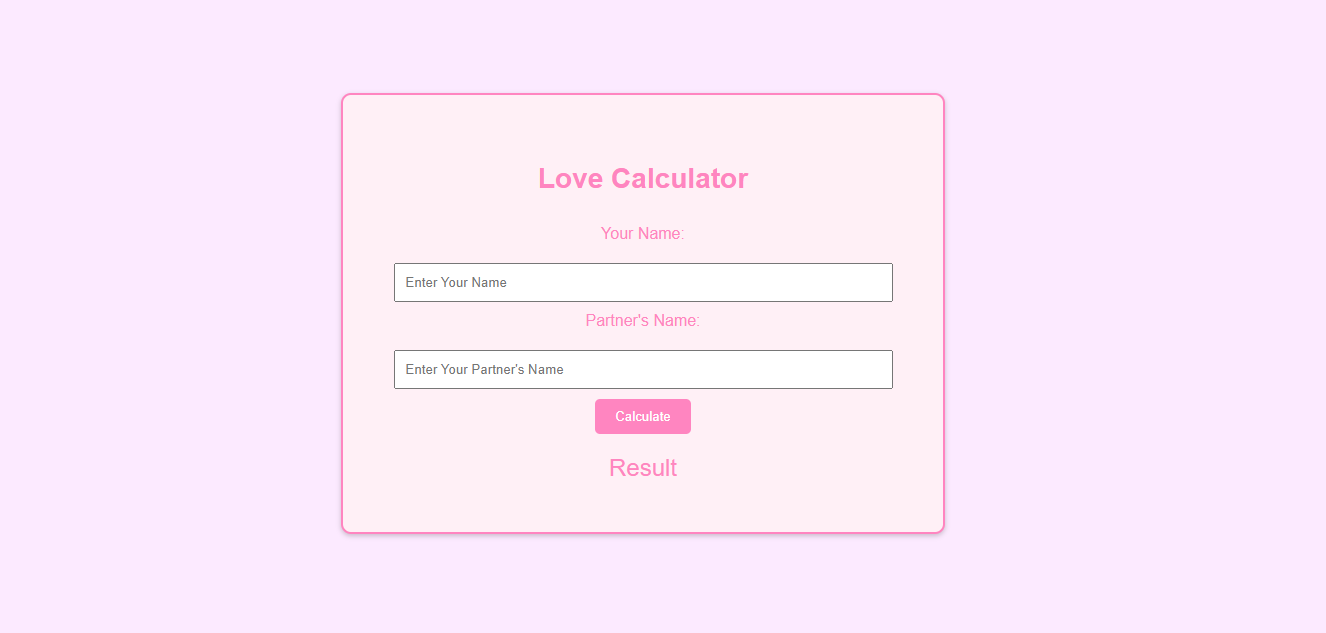 Love Calculator
Your Name:
Enter Your Name
Partner's Name:
Enter Your Partner's Name
Calculate
Result